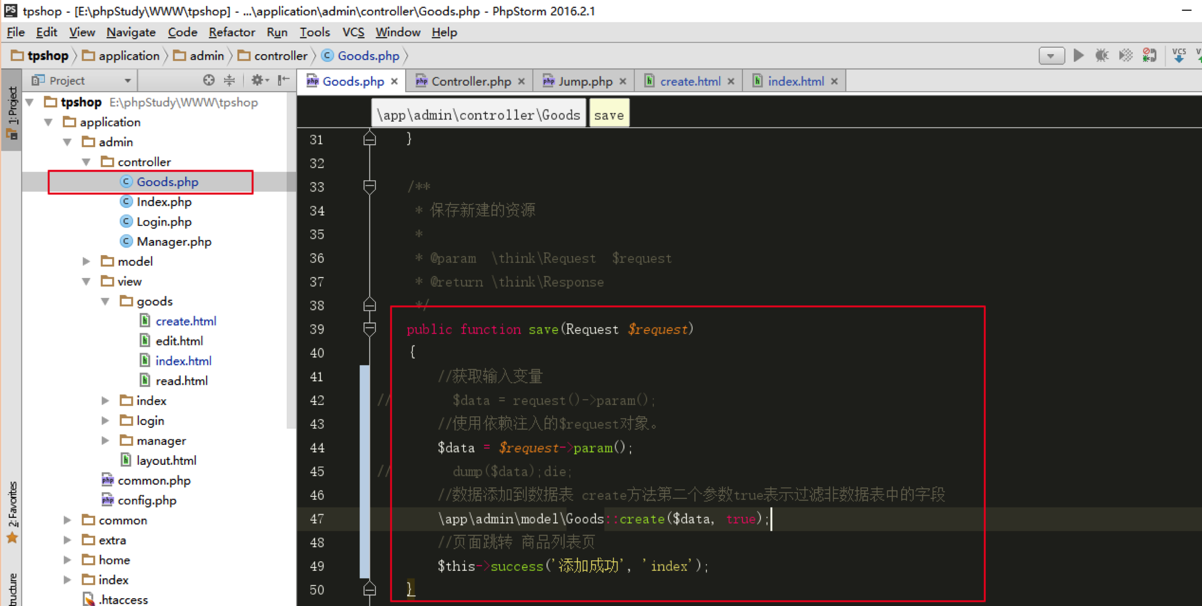 tpshop - [E:\phpStudy\WWW\tpshop] - ...\application\admin\controller\Goods.php - PhpStorm 2016.2.1
File Edit View Navigate Code Refactor Run Tools VCS Window Help
tpshop application admin controller Goods.php
VCS
Project
Goods.php Controller.php Jump.php create.html index.html
1: Project
2: Favorites
tpshop E:\phpStudy\WWW\tpshop
application
admin
controller
Goods.php
Index.php
Login.php
Manager.php
model
view
goods
create.html
edit.html
index.html
read.html
index
login
manager
layout.html
common.php
config.php
common
extra
home
index
.htaccess
\app\admin\controller\Goods save
31 }
32
33 /**
34 * 保存新建的资源
35 *
36 * @param \think\Request $request
37 * @return \think\Response
38 */
39 public function save(Request $request)
40 {
41 //获取输入变量
42 // $data = request()->param();
43 //使用依赖注入的$request对象。
44 $data = $request->param();
45 // dump($data);die;
46 //数据添加到数据表 create方法第二个参数true表示过滤非数据表中的字段
47 \app\admin\model\Goods::create($data, true);
48 //页面跳转 商品列表页
49 $this->success('添加成功', 'index');
50 }